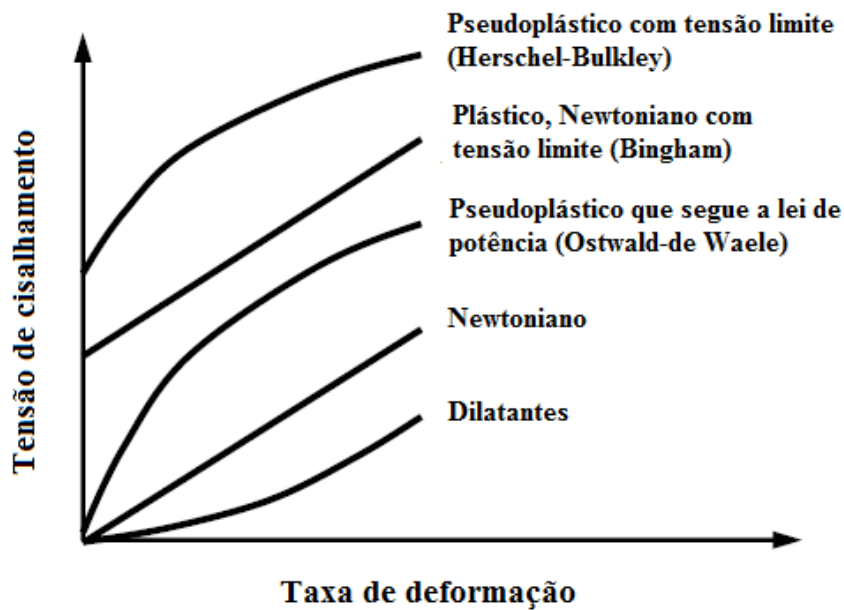 Pseudoplástico com tensão limite
(Herschel-Bulkley)
Plástico, Newtoniano com
tensão limite (Bingham)
Pseudoplástico que segue a lei de
potência (Ostwald-de Waele)
Newtoniano
Dilatantes
Tensão de cisalhamento
Taxa de deformação